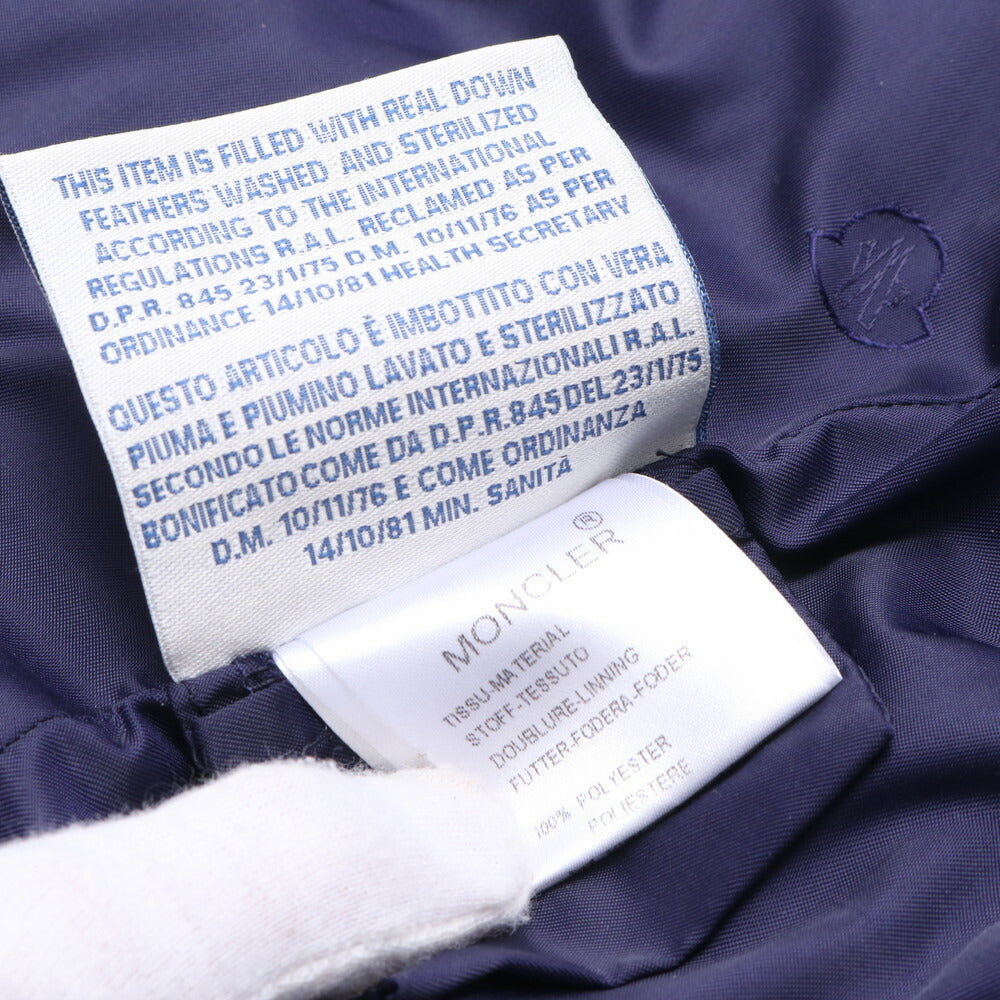 THIS ITEM IS FILLED WITH REAL DOWN
FEATHERS WASHED AND STERILIZED
ACCORDING TO THE INTERNATIONAL
REGULATIONS R.A.L. RECLAMED AS PER
D.P.R. 845 23/1/75 D.M. 10/11/76 AS PER
ORDINANCE 14/10/81 HEALTH SECRETARY
QUESTO ARTICOLO È IMBOTTITO CON VERA
PIUMA E PIUMINO LAVATO E STERILIZZATO
SECONDO LE NORME INTERNAZIONALI R.A.L.
BONIFICATO COME DA D.P.R. 845 DEL 23/1/75
D.M. 10/11/76 E COME ORDINANZA
14/10/81 MIN. SANITÀ
MONCLER®
TISSU-MATERIAL
STOFF-TESSUTO
DOUBLURE-LINNING
FUTTER-FODERA-FODER
100% POLYESTER
POLIESTERE